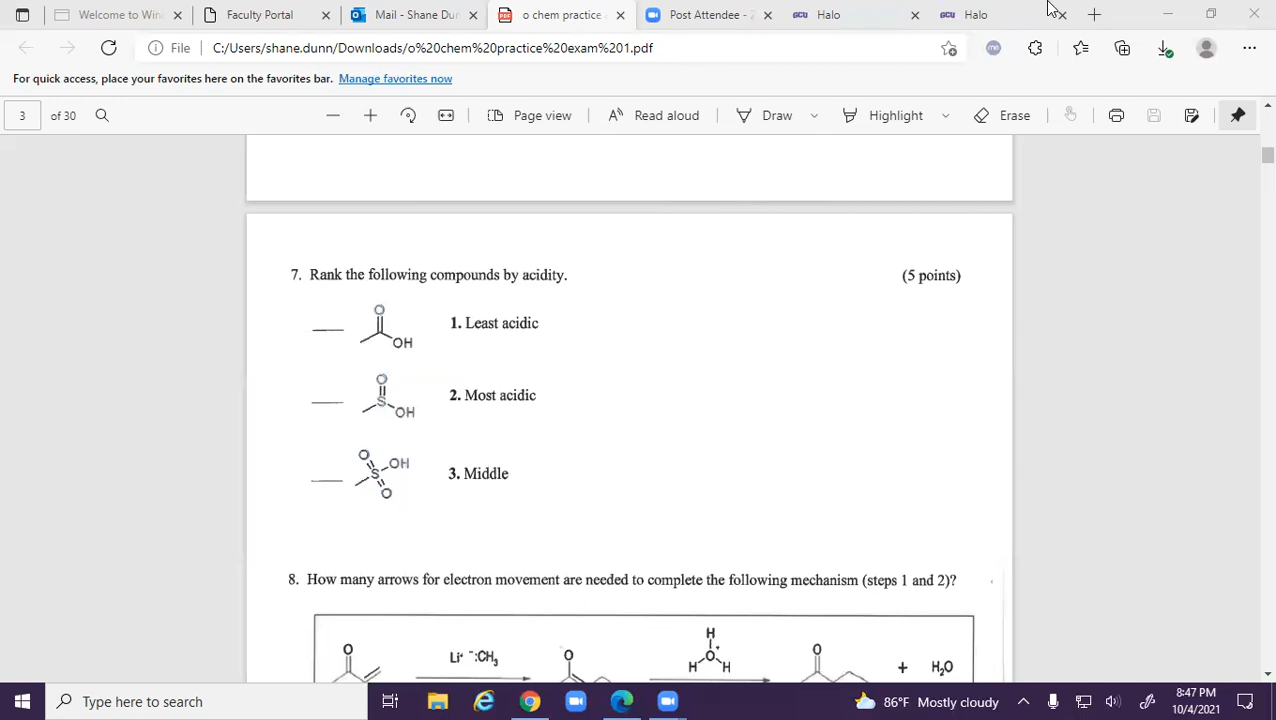 Welcome to Win
Faculty Portal
Mail - Shane Dun
PDF
o chem practice
Post Attendee - Z
GCU Halo
GCU Halo
File
C:/Users/shane.dunn/Downloads/o%20chem%20practice%20exam%201.pdf
For quick access, place your favorites here on the favorites bar. Manage favorites now
3 of 30
Page view
Read aloud
Draw
Highlight
Erase
7. Rank the following compounds by acidity. (5 points)
O
OH
1. Least acidic
O
S
OH
2. Most acidic
O
OH
S
O
3. Middle
8. How many arrows for electron movement are needed to complete the following mechanism (steps 1 and 2)?
H
O Li⁺ ⁻:CH₃ O H O H O + H₂O
Type here to search
86°F Mostly cloudy
8:47 PM
10/4/2021